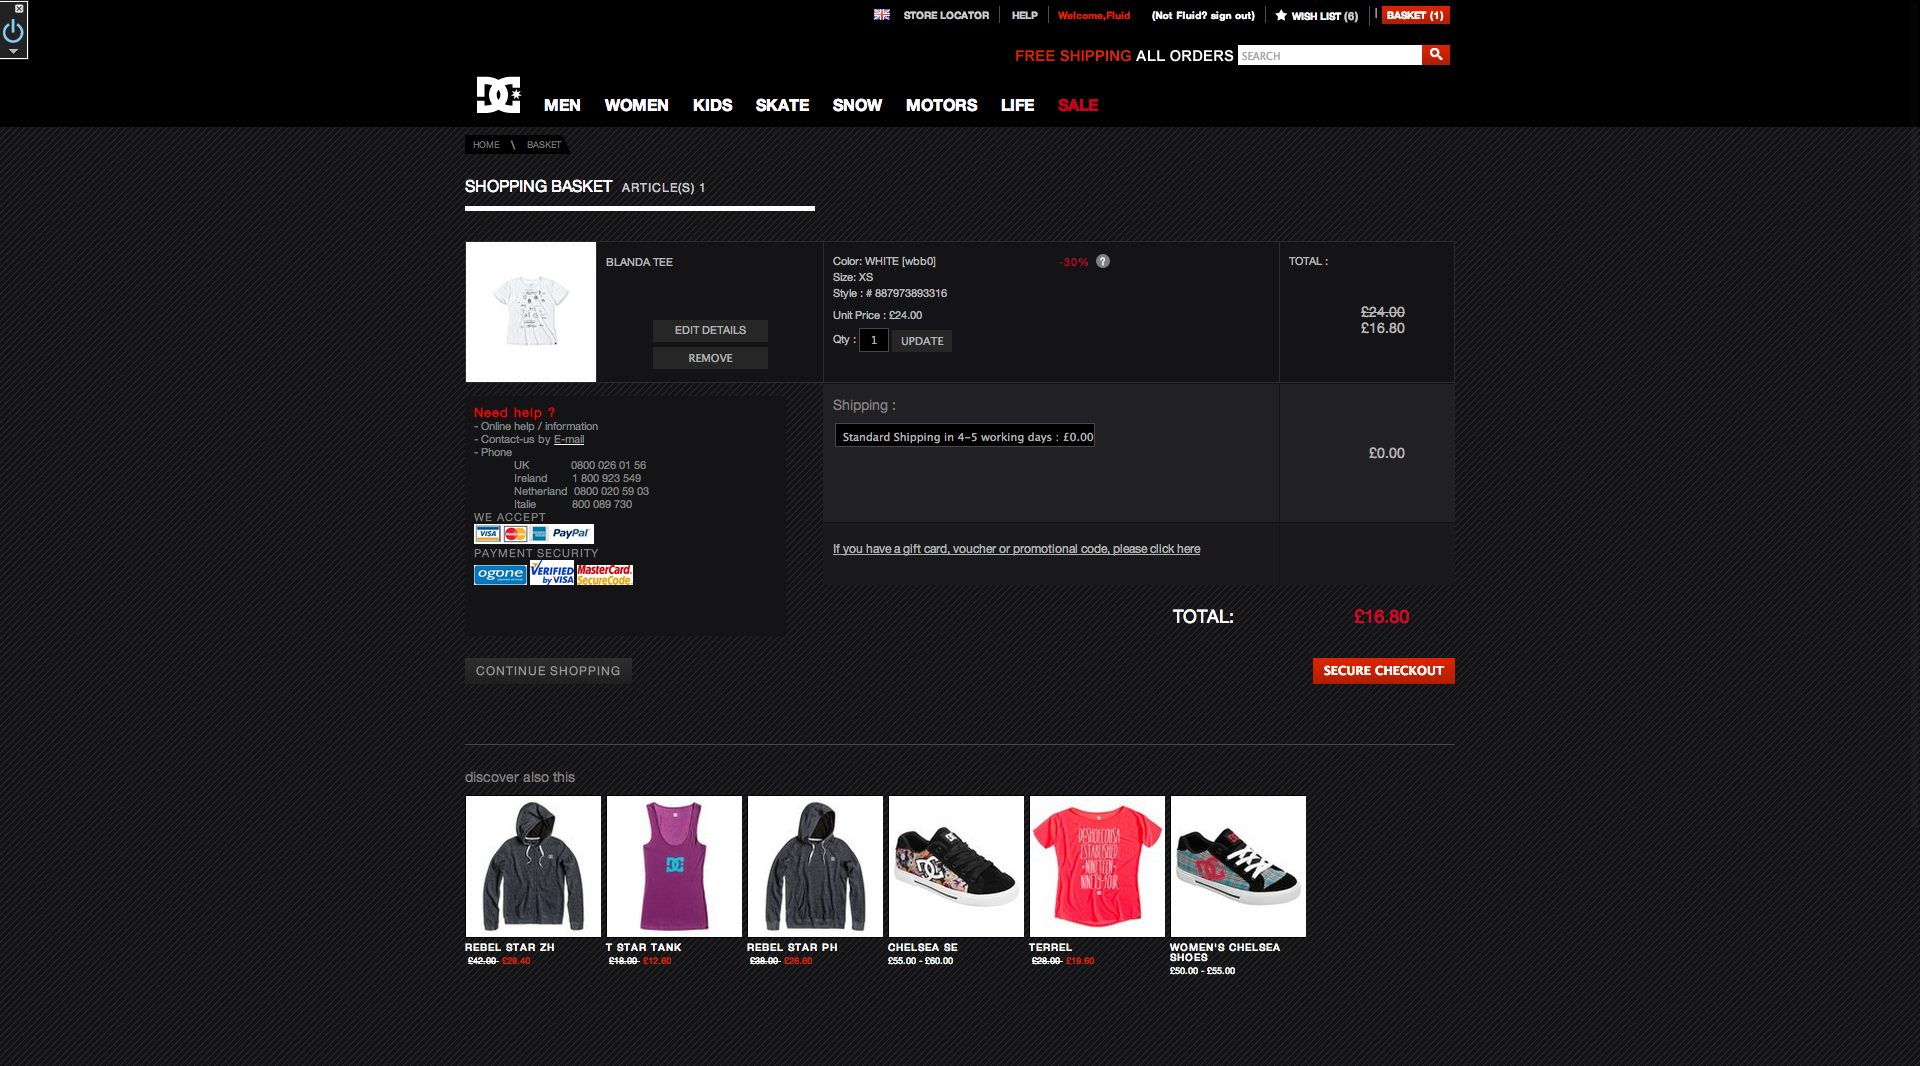 STORE LOCATOR HELP Welcome,Fluid (Not Fluid? sign out) WISH LIST (6) BASKET (1)
FREE SHIPPING ALL ORDERS SEARCH
DC
MEN WOMEN KIDS SKATE SNOW MOTORS LIFE SALE
HOME \ BASKET
SHOPPING BASKET ARTICLE(S) 1
BLANDA TEE
EDIT DETAILS
REMOVE
Color: WHITE [wbb0]
Size: XS
Style : # 887973893316
Unit Price : £24.00
Qty : 1 UPDATE
-30% ?
TOTAL :
£24.00
£16.80
Need help ?
- Online help / information
- Contact-us by E-mail
- Phone
UK 0800 026 01 56
Ireland 1 800 923 549
Netherland 0800 020 59 03
Italie 800 089 730
WE ACCEPT
VISA MasterCard PayPal
PAYMENT SECURITY
ogone VERIFIED by VISA MasterCard. SecureCode.
Shipping :
Standard Shipping in 4-5 working days : £0.00
£0.00
If you have a gift card, voucher or promotional code, please click here
TOTAL: £16.80
CONTINUE SHOPPING
SECURE CHECKOUT
discover also this
DCSHOECOUSA
ESTABLISHED
NINETEEN
NINETY-FOUR
REBEL STAR ZH
£42.00 - £29.40
T STAR TANK
£18.00 - £12.60
REBEL STAR PH
£38.00 - £26.60
CHELSEA SE
£55.00 - £60.00
TERREL
£28.00 - £19.60
WOMEN'S CHELSEA
SHOES
£50.00 - £55.00